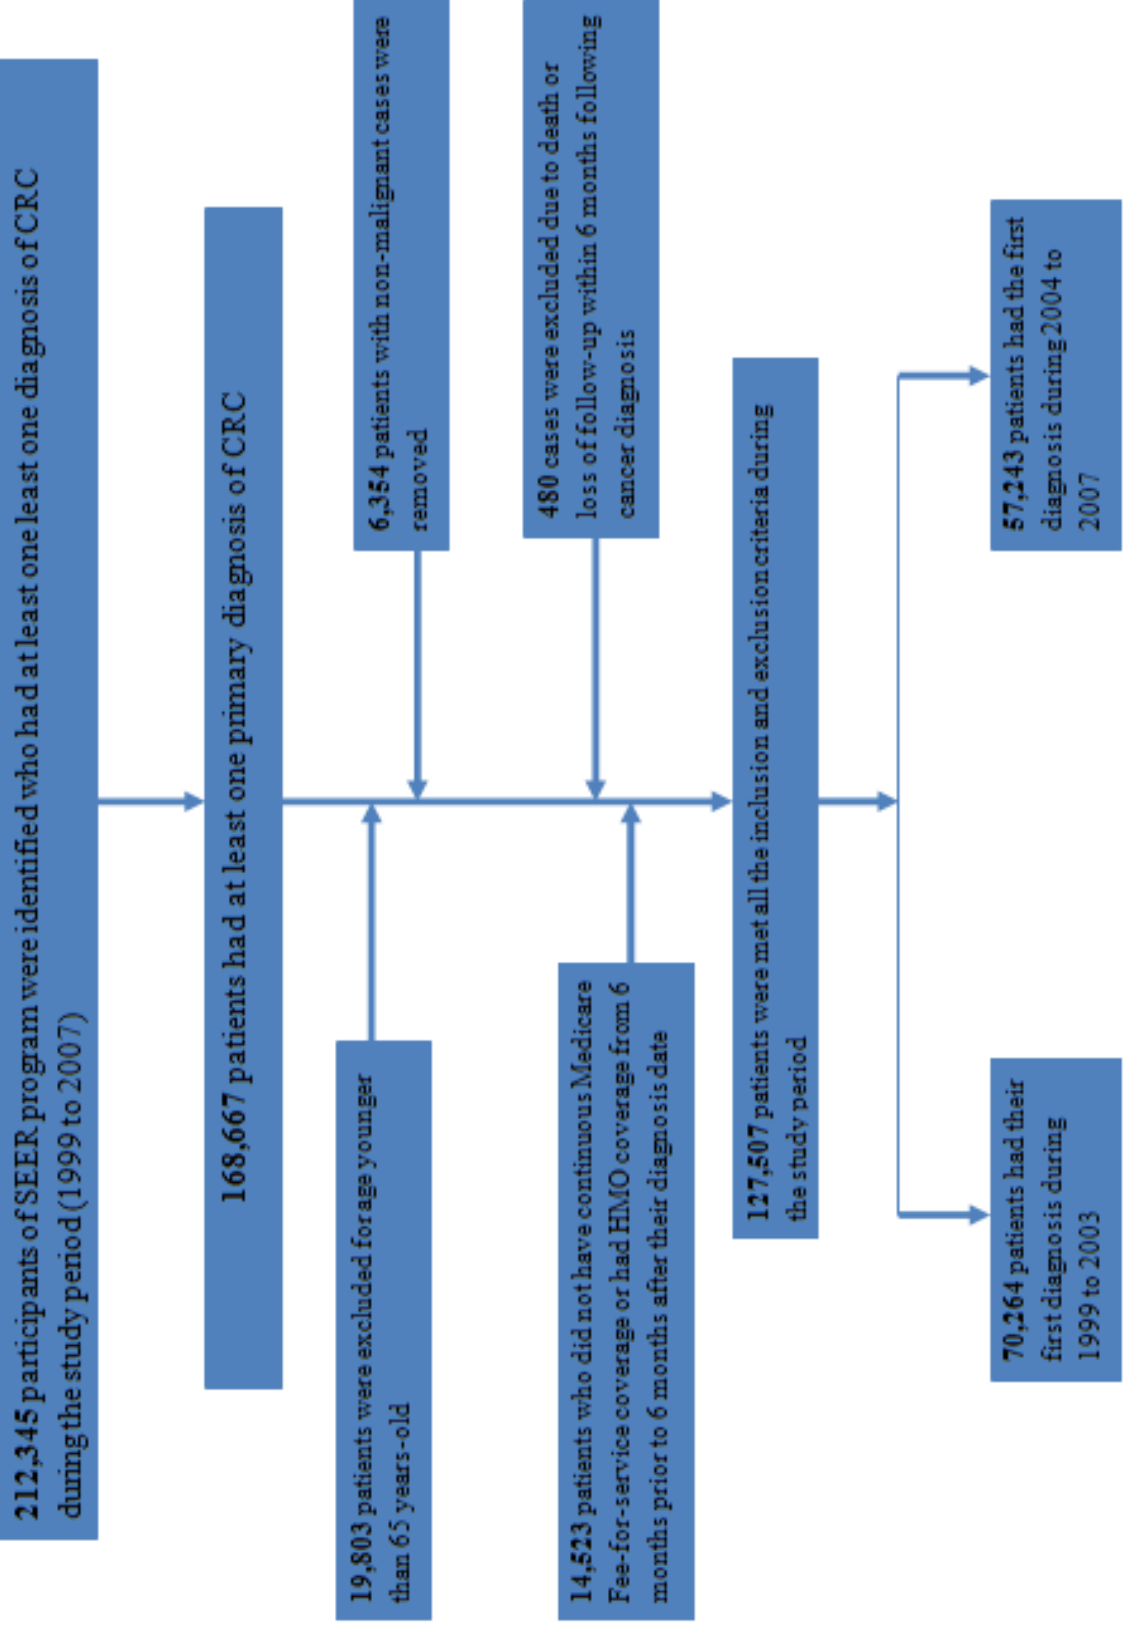 212,345 participants of SEER program were identified who had at least one least one diagnosis of CRC
during the study period (1999 to 2007)
168,667 patients had at least one primary diagnosis of CRC
19,803 patients were excluded for age younger
than 65 years-old
6,354 patients with non-malignant cases were
removed
14,523 patients who did not have continuous Medicare
Fee-for-service coverage or had HMO coverage from 6
months prior to 6 months after their diagnosis date
480 cases were excluded due to death or
loss of follow-up within 6 months following
cancer diagnosis
127,507 patients were met all the inclusion and exclusion criteria during
the study period
70,264 patients had their
first diagnosis during
1999 to 2003
57,243 patients had the first
diagnosis during 2004 to
2007